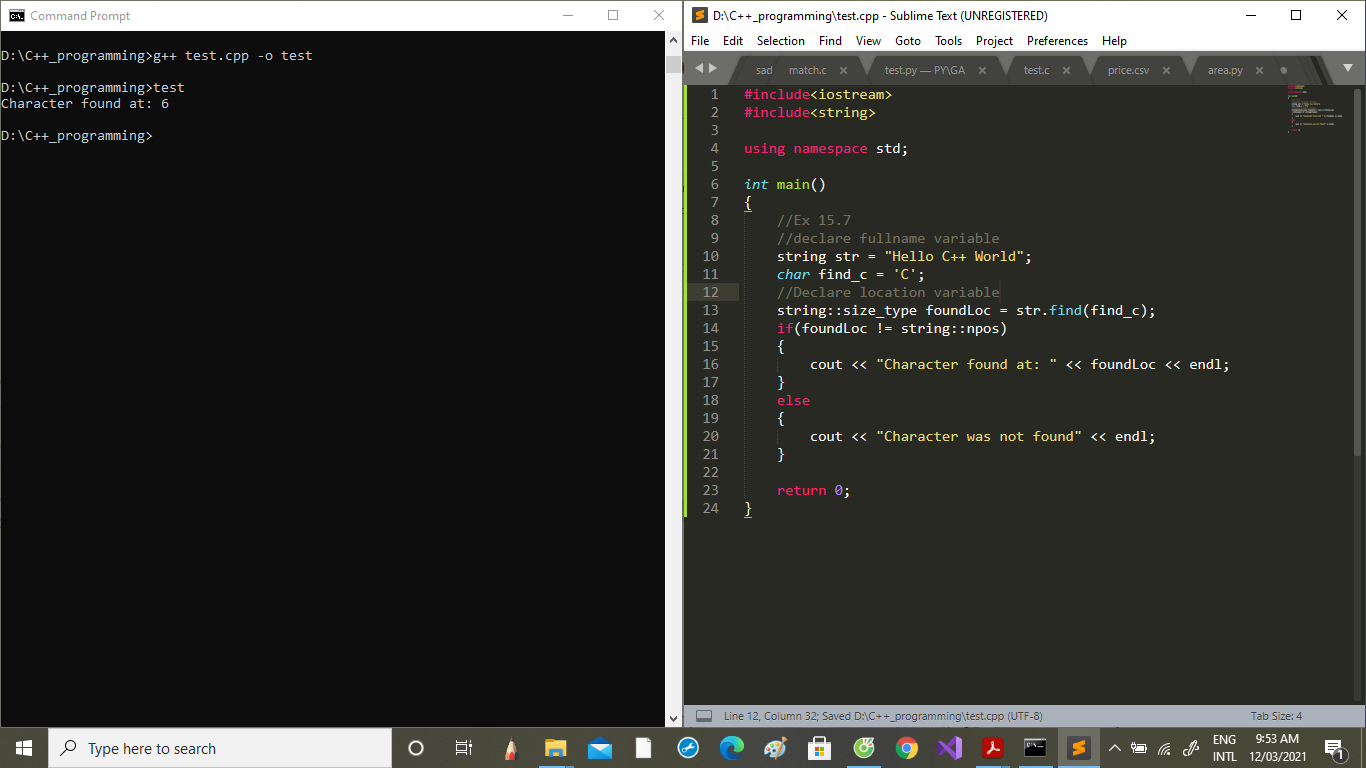 Command Prompt
D:\C++_programming>g++ test.cpp -o test
D:\C++_programming>test
Character found at: 6
D:\C++_programming>
D:\C++_programming\test.cpp - Sublime Text (UNREGISTERED)
File Edit Selection Find View Goto Tools Project Preferences Help
sad match.c test.py — PY\GA test.c price.csv area.py
1 #include<iostream>
2 #include<string>
3
4 using namespace std;
5
6 int main()
7 {
8 //Ex 15.7
9 //declare fullname variable
10 string str = "Hello C++ World";
11 char find_c = 'C';
12 //Declare location variable
13 string::size_type foundLoc = str.find(find_c);
14 if(foundLoc != string::npos)
15 {
16 cout << "Character found at: " << foundLoc << endl;
17 }
18 else
19 {
20 cout << "Character was not found" << endl;
21 }
22
23 return 0;
24 }
Line 12, Column 32; Saved D:\C++_programming\test.cpp (UTF-8) Tab Size: 4
Type here to search
ENG 9:53 AM
INTL 12/03/2021
1